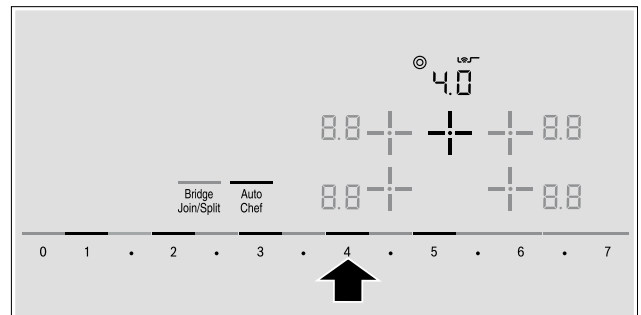 4.0
8.8 8.8
Bridge Join/Split
Auto Chef
8.8 8.8
0 1 • 2 • 3 • 4 • 5 • 6 • 7